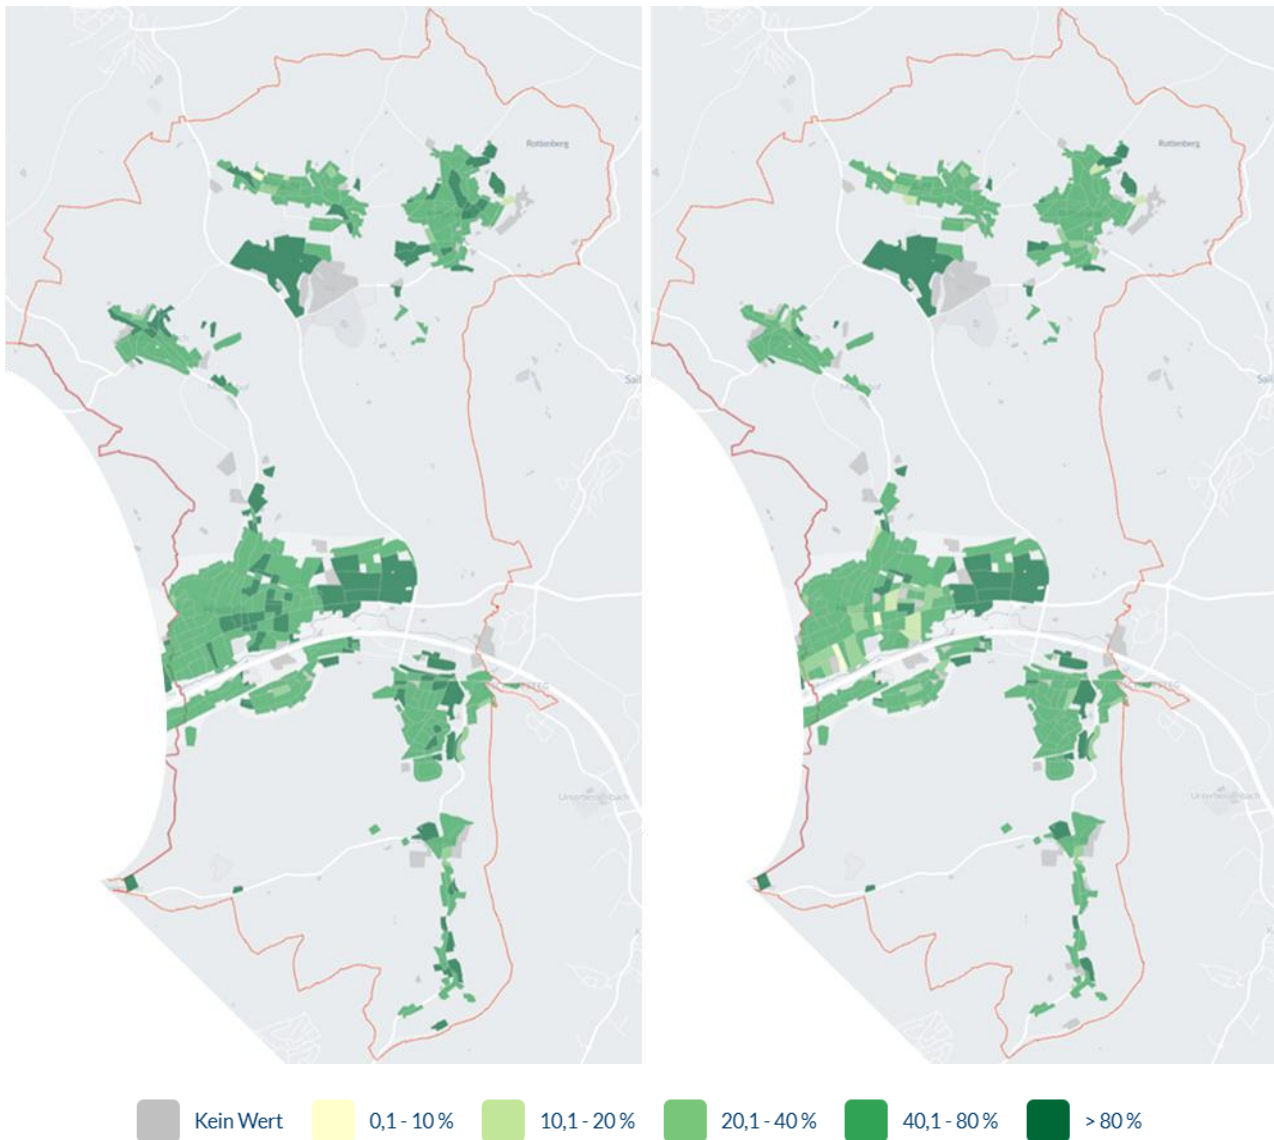 Rottenberg
Rottenberg
Kein Wert
0,1 - 10 %
10,1 - 20 %
20,1 - 40 %
40,1 - 80 %
> 80 %